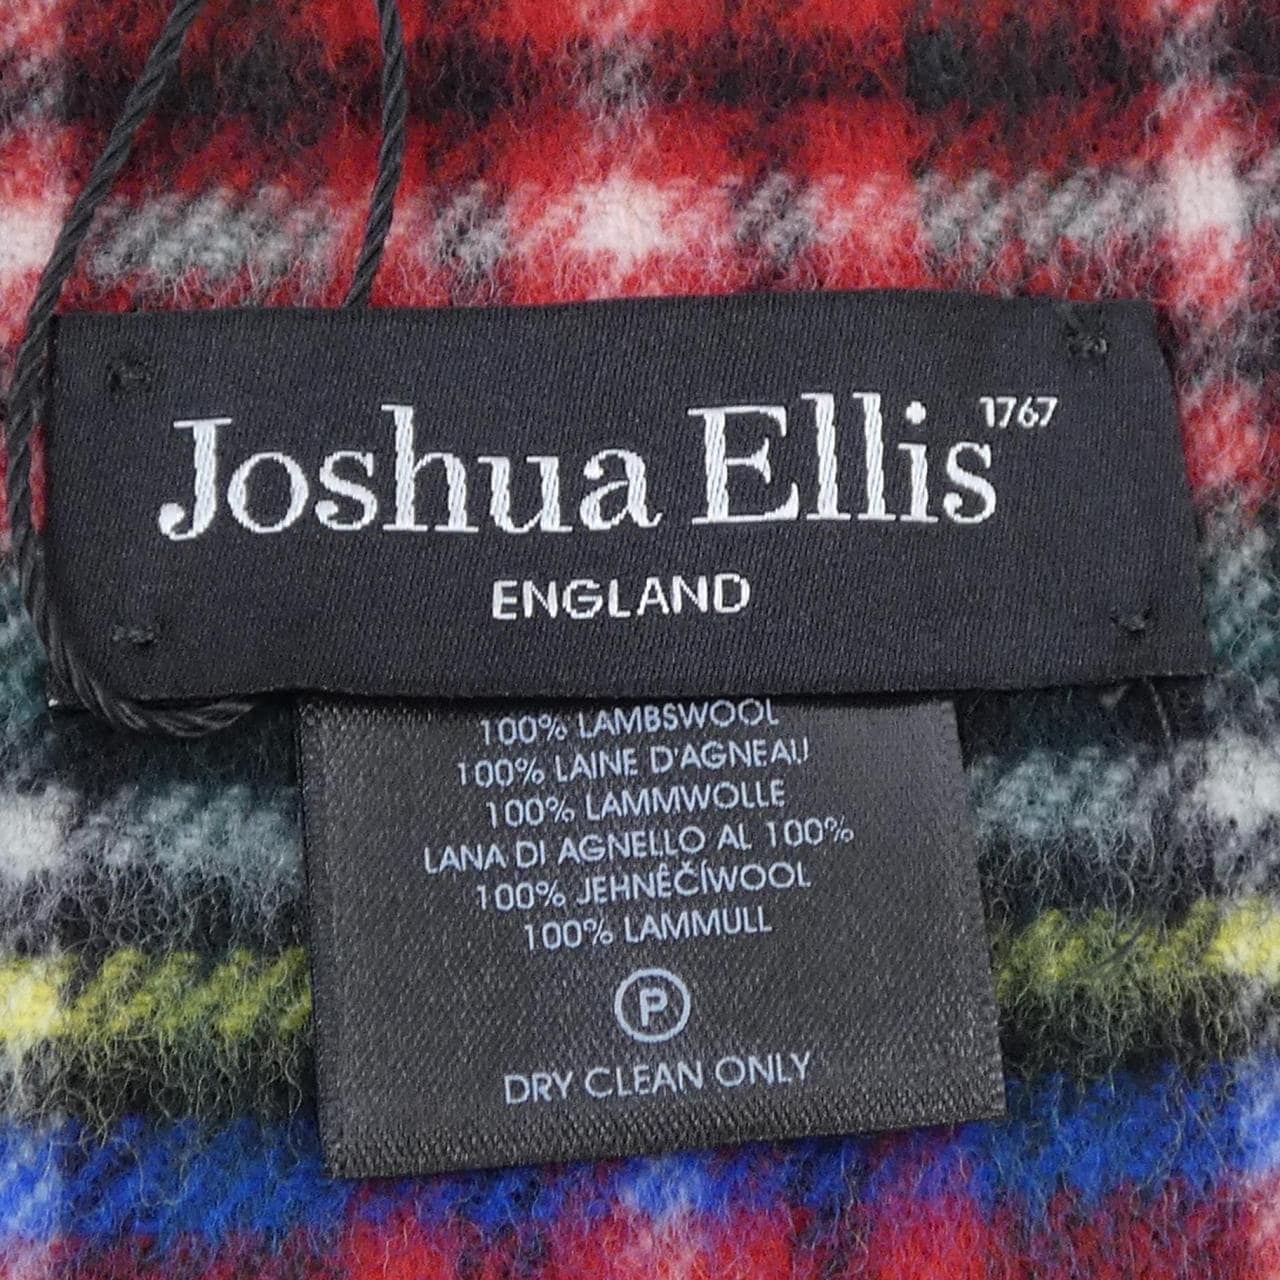 Joshua Ellis 1767
ENGLAND
100% LAMBSWOOL
100% LAINE D'AGNEAU
100% LAMMWOLLE
LANA DI AGNELLO AL 100%
100% JEHNÊČÍWOOL
100% LAMMULL
P
DRY CLEAN ONLY